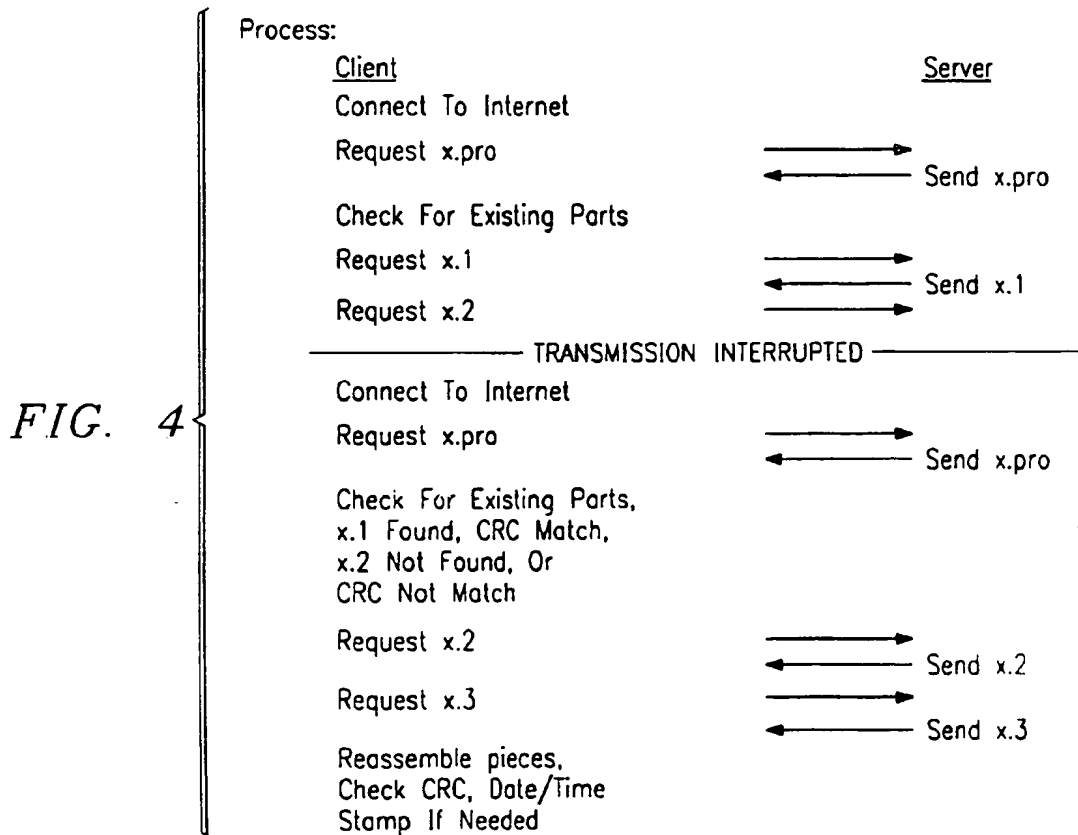 Process:
Client Server
Connect To Internet
Request x.pro
Send x.pro
Check For Existing Parts
Request x.1
Send x.1
Request x.2
TRANSMISSION INTERRUPTED
Connect To Internet
FIG. 4
Request x.pro
Send x.pro
Check For Existing Parts,
x.1 Found, CRC Match,
x.2 Not Found, Or
CRC Not Match
Request x.2
Send x.2
Request x.3
Send x.3
Reassemble pieces,
Check CRC, Date/Time
Stamp If Needed